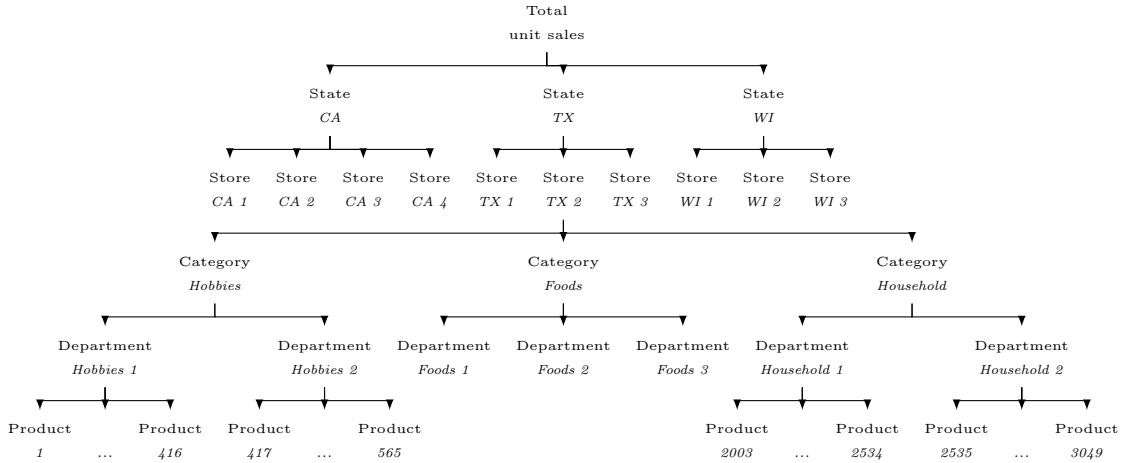 Total
unit sales
State State State
CA TX WI
Store Store Store Store Store Store Store Store Store Store
CA 1 CA 2 CA 3 CA 4 TX 1 TX 2 TX 3 WI 1 WI 2 WI 3
Category Category Category
Hobbies Foods Household
Department Department Department Department Department Department Department
Hobbies 1 Hobbies 2 Foods 1 Foods 2 Foods 3 Household 1 Household 2
Product Product Product Product Product Product Product Product
1 ... 416 417 ... 565 2003 ... 2534 2535 ... 3049